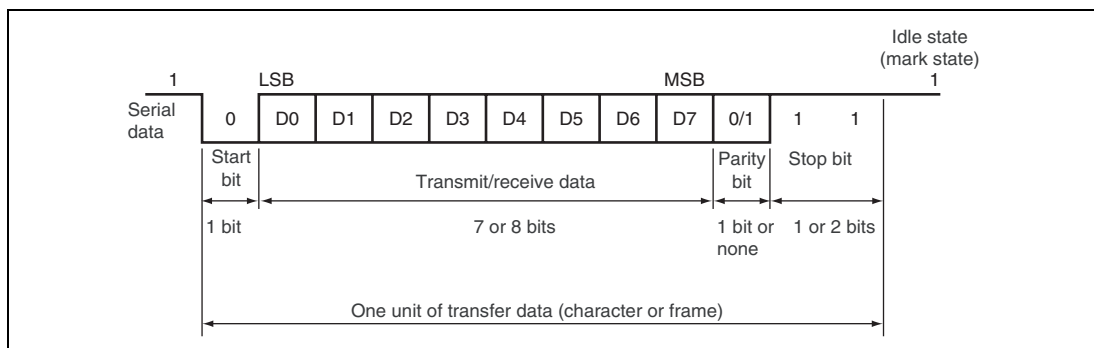 Idle state
(mark state)
1 LSB MSB 1
Serial
data
0 D0 D1 D2 D3 D4 D5 D6 D7 0/1 1 1
Start
bit
Transmit/receive data
Parity
bit
Stop bit
1 bit
7 or 8 bits
1 bit or
none
1 or 2 bits
One unit of transfer data (character or frame)